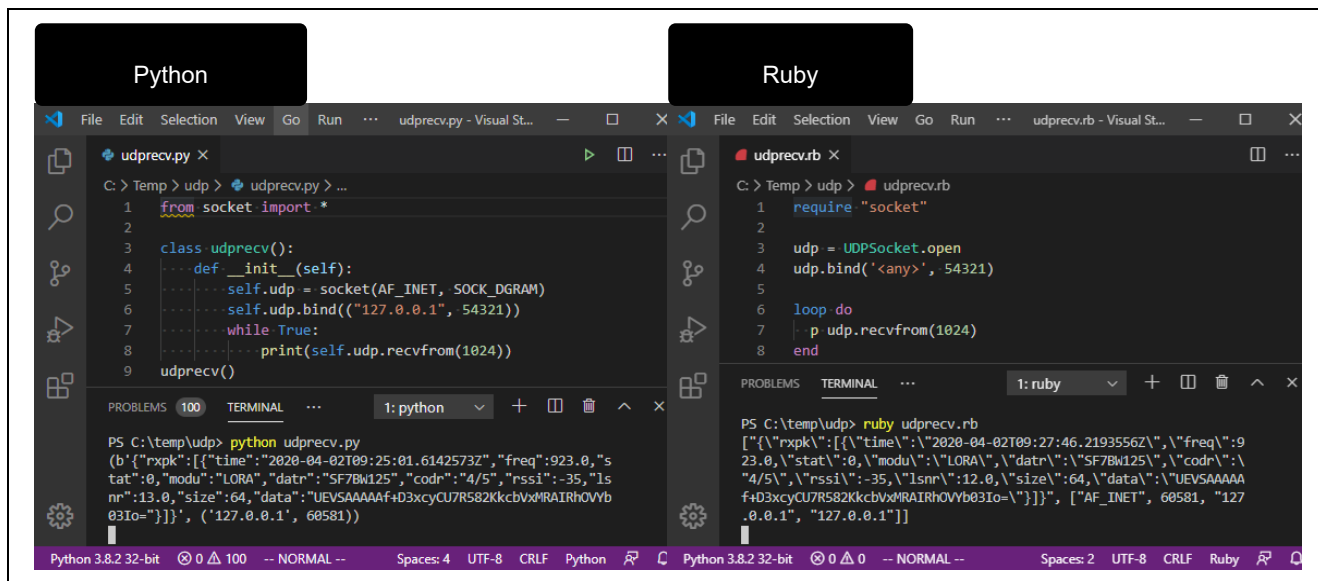 Python
File Edit Selection View Go Run ··· udprecv.py - Visual St...
udprecv.py
C: > Temp > udp > udprecv.py > ...
1 from socket import *
2
3 class udprecv():
4 def __init__(self):
5 self.udp = socket(AF_INET, SOCK_DGRAM)
6 self.udp.bind(("127.0.0.1", 54321))
7 while True:
8 print(self.udp.recvfrom(1024))
9 udprecv()
PROBLEMS 100 TERMINAL ··· 1: python
PS C:\temp\udp> python udprecv.py
(b'{"rxpk":[{"time":"2020-04-02T09:25:01.6142573Z","freq":923.0,"s
tat":0,"modu":"LORA","datr":"SF7BW125","codr":"4/5","rssi":-35,"ls
nr":13.0,"size":64,"data":"UEVSAAAAAf+D3xcyCU7R582KkcbVxMRAIRhOVYb
03Io="}]}', ('127.0.0.1', 60581))
Python 3.8.2 32-bit 0 100 -- NORMAL -- Spaces: 4 UTF-8 CRLF Python
Ruby
File Edit Selection View Go Run ··· udprecv.rb - Visual St...
udprecv.rb
C: > Temp > udp > udprecv.rb
1 require "socket"
2
3 udp = UDPSocket.open
4 udp.bind('<any>', 54321)
5
6 loop do
7 p udp.recvfrom(1024)
8 end
PROBLEMS TERMINAL ··· 1: ruby
PS C:\temp\udp> ruby udprecv.rb
["{\"rxpk\":[{\"time\":\"2020-04-02T09:27:46.2193556Z\",\"freq\":9
23.0,\"stat\":0,\"modu\":\"LORA\",\"datr\":\"SF7BW125\",\"codr\":\
"4/5\",\"rssi\":-35,\"lsnr\":12.0,\"size\":64,\"data\":\"UEVSAAAAA
f+D3xcyCU7R582KkcbVxMRAIRhOVYb03Io=\"}]}", ["AF_INET", 60581, "127
.0.0.1", "127.0.0.1"]]
Python 3.8.2 32-bit 0 0 -- NORMAL -- Spaces: 2 UTF-8 CRLF Ruby